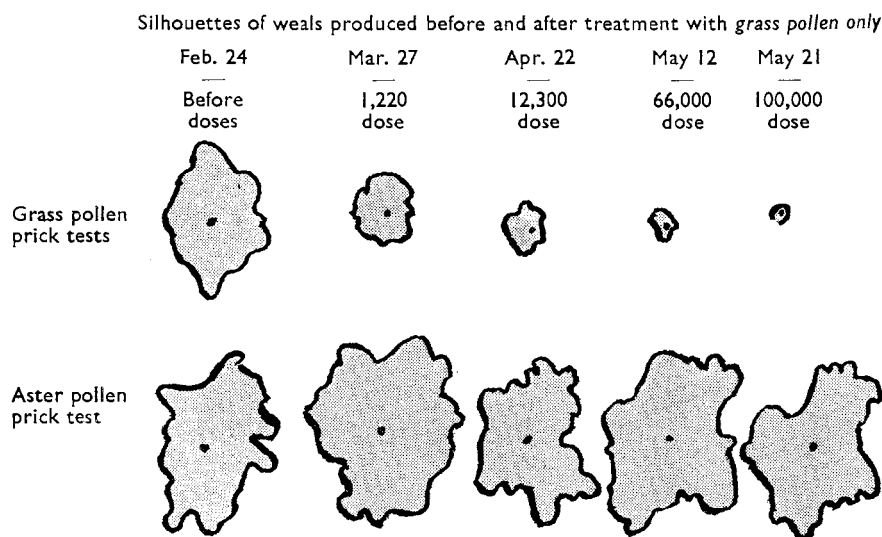 Silhouettes of weals produced before and after treatment with grass pollen only
Feb. 24
Mar. 27
Apr. 22
May 12
May 21
Before
doses
1,220
dose
12,300
dose
66,000
dose
100,000
dose
Grass pollen
prick tests
Aster pollen
prick test